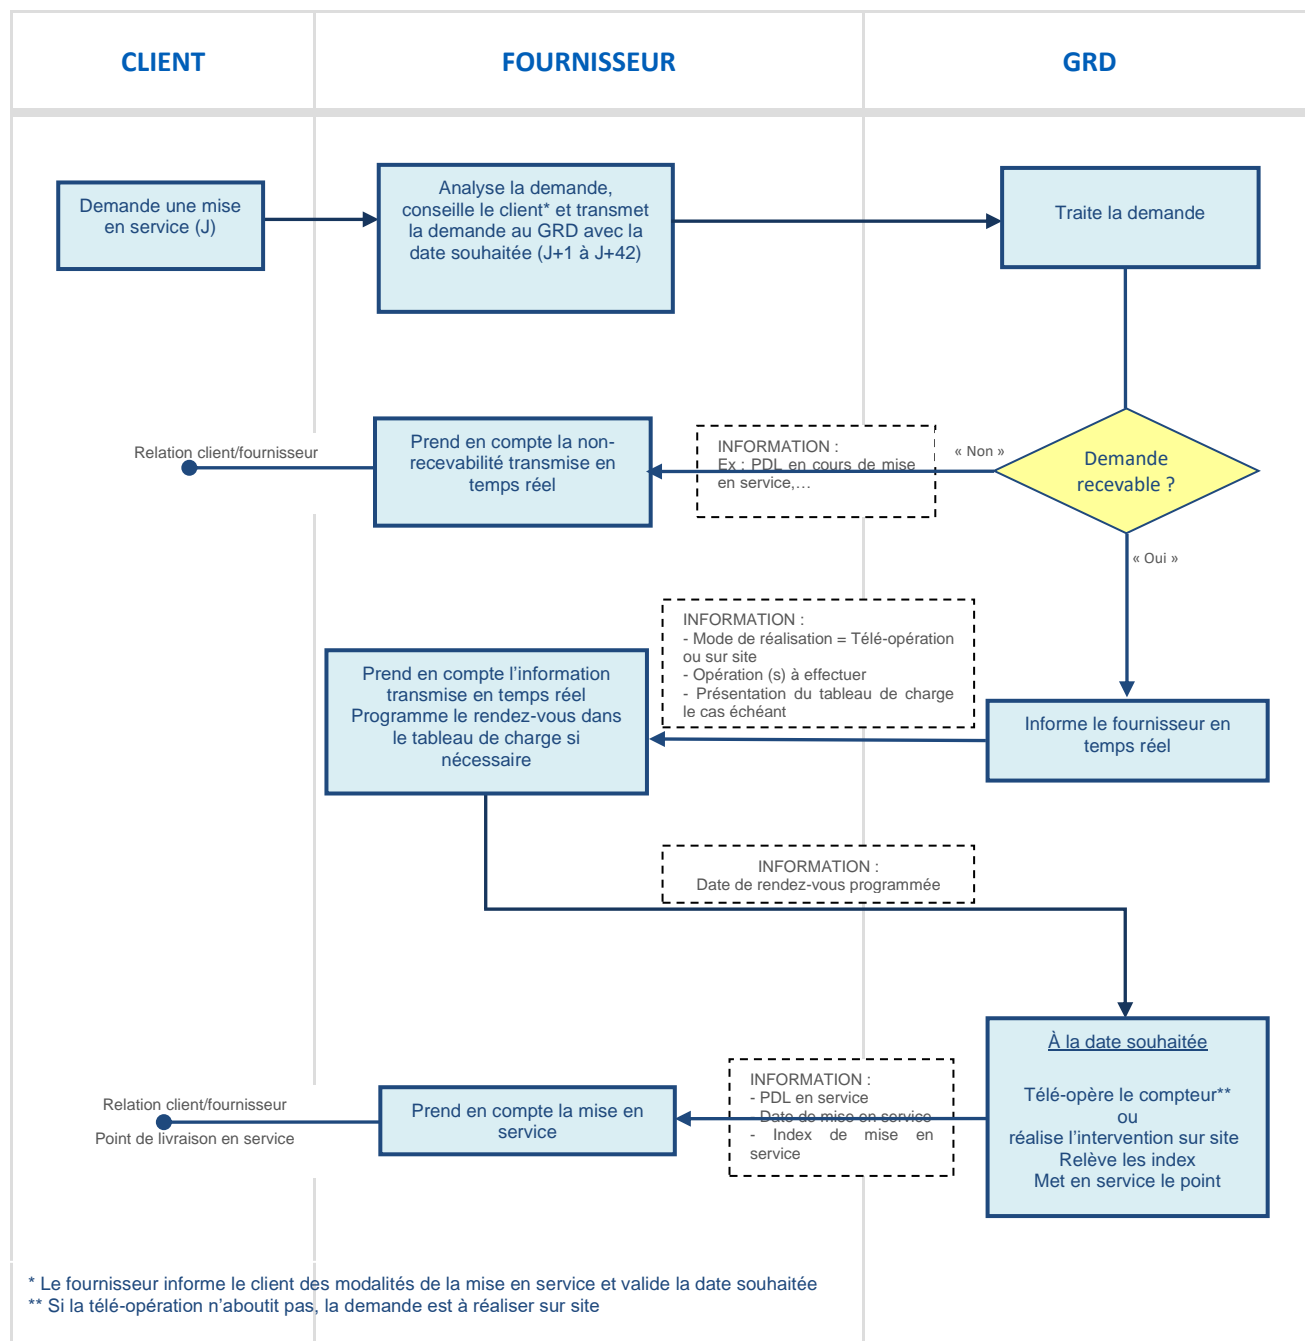 CLIENT
FOURNISSEUR
GRD
Demande une mise
en service (J)
Analyse la demande,
conseille le client* et transmet
la demande au GRD avec la
date souhaitée (J+1 à J+42)
Traite la demande
Relation client/fournisseur
Prend en compte la non-
recevabilité transmise en
temps réel
INFORMATION :
Ex : PDL en cours de mise
en service,…
« Non »
Demande
recevable ?
« Oui »
INFORMATION :
- Mode de réalisation = Télé-opération
ou sur site
- Opération (s) à effectuer
- Présentation du tableau de charge
le cas échéant
Prend en compte l'information
transmise en temps réel
Programme le rendez-vous dans
le tableau de charge si
nécessaire
Informe le fournisseur en
temps réel
INFORMATION :
Date de rendez-vous programmée
À la date souhaitée
Télé-opère le compteur**
ou
réalise l'intervention sur site
Relève les index
Met en service le point
INFORMATION :
- PDL en service
- Date de mise en service
- Index de mise en
service
Prend en compte la mise en
service
Relation client/fournisseur
Point de livraison en service
* Le fournisseur informe le client des modalités de la mise en service et valide la date souhaitée
** Si la télé-opération n'aboutit pas, la demande est à réaliser sur site